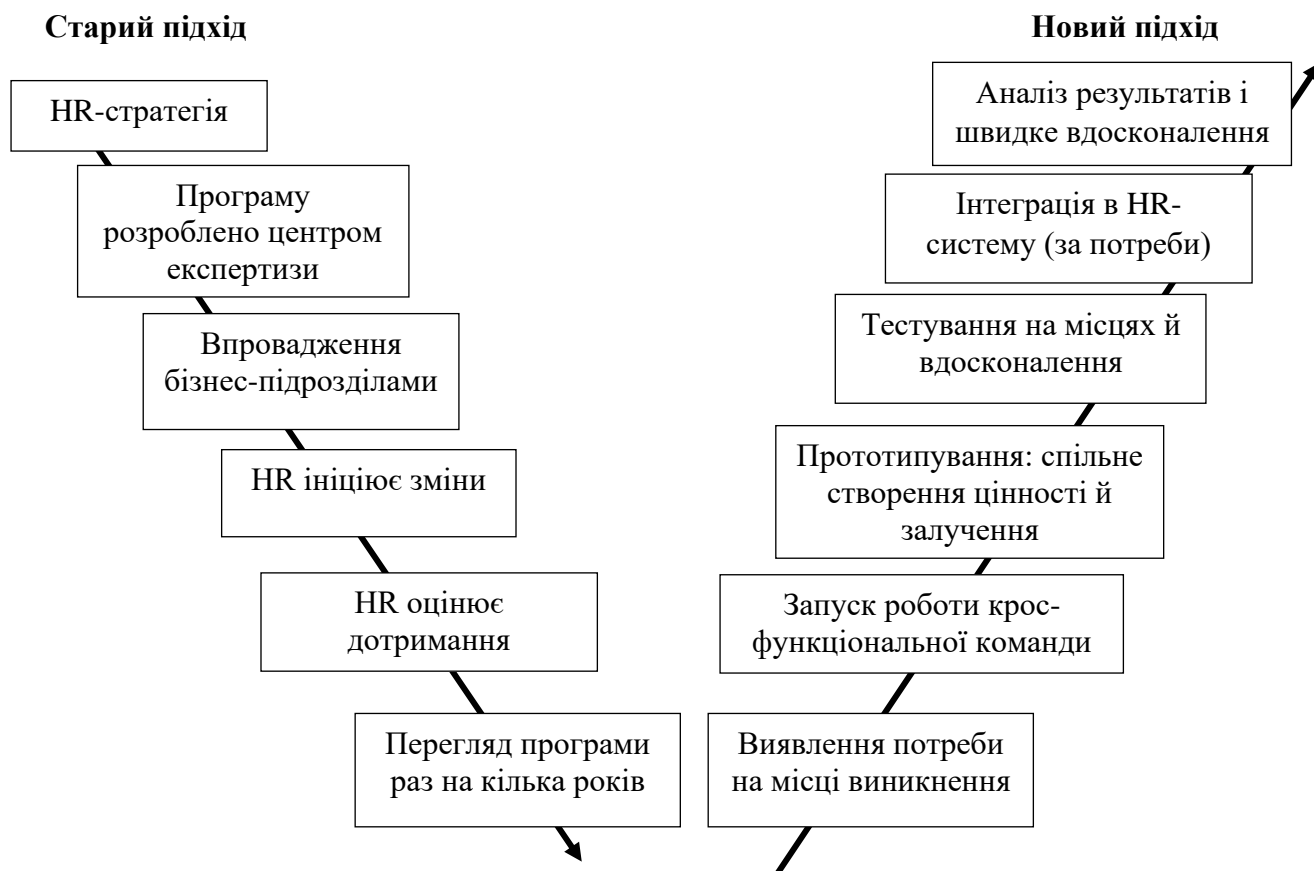 Старий підхід
HR-стратегія
Програму
розроблено центром
експертизи
Впровадження
бізнес-підрозділами
HR ініціює зміни
HR оцінює
дотримання
Перегляд програми
раз на кілька років
Новий підхід
Аналіз результатів і
швидке вдосконалення
Інтеграція в HR-
систему (за потреби)
Тестування на місцях й
вдосконалення
Прототипування: спільне
створення цінності й
залучення
Запуск роботи крос-
функціональної команди
Виявлення потреби
на місці виникнення